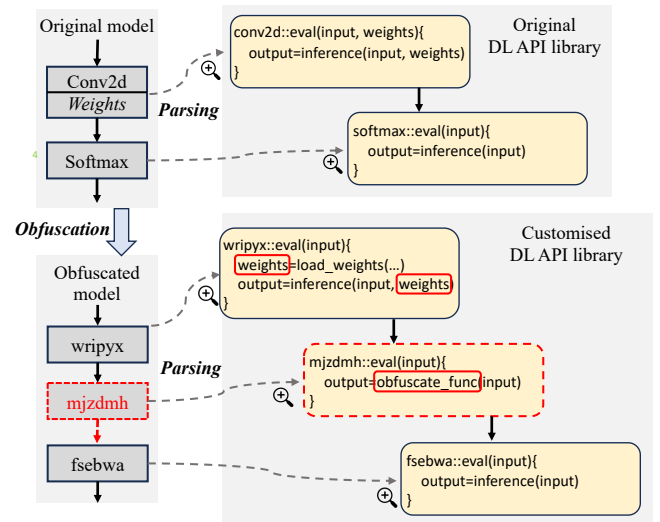 Original model
Conv2d
Weights
Softmax
4
Parsing
Original
DL API library
conv2d::eval(input, weights){
output=inference(input, weights)
}
softmax::eval(input){
output=inference(input)
}
Obfuscation
Obfuscated
model
wripyx
mjzdmh
fsebwa
Parsing
Customised
DL API library
wripyx::eval(input){
weights=load_weights(...)
output=inference(input, weights)
}
mjzdmh::eval(input){
output=obfuscate_func(input)
}
fsebwa::eval(input){
output=inference(input)
}